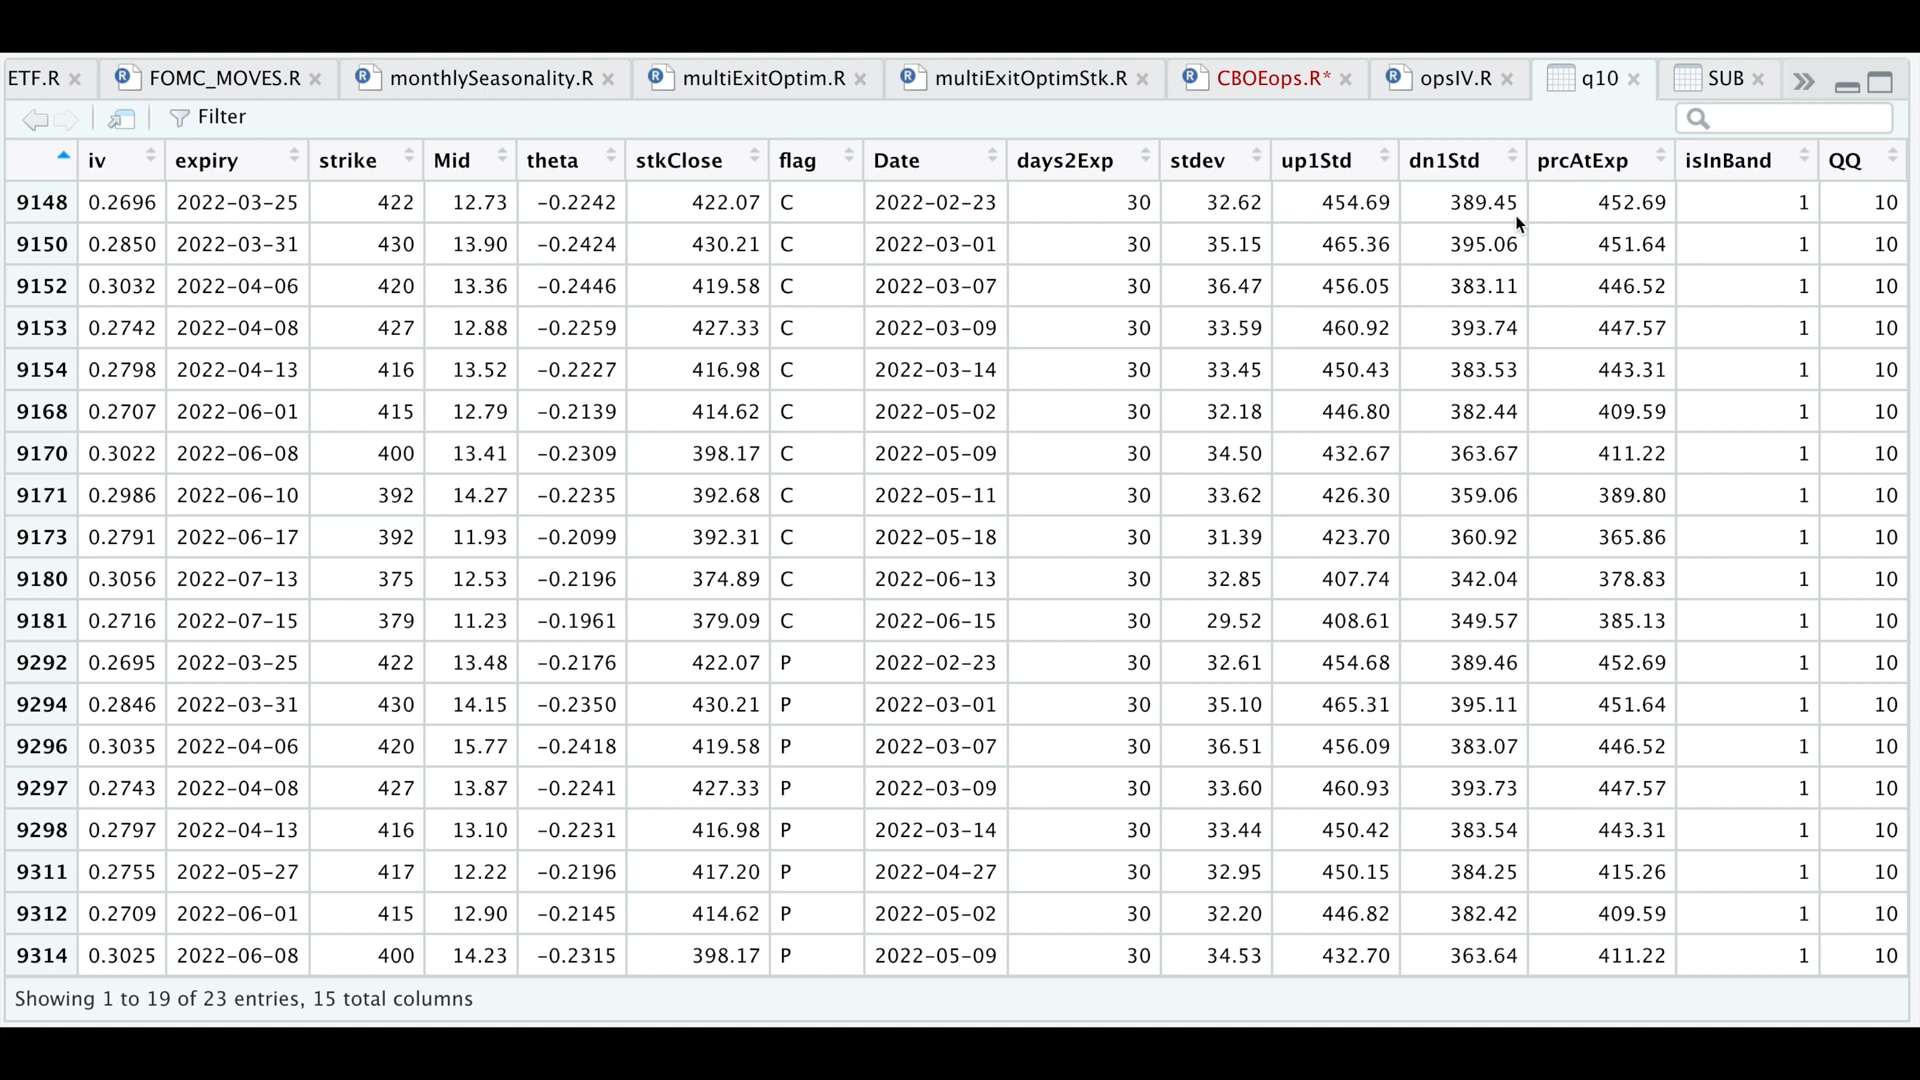 ETF.R FOMC_MOVES.R monthlySeasonality.R multiExitOptim.R multiExitOptimStk.R CBOEops.R* opsIV.R q10 SUB
Filter
iv expiry strike Mid theta stkClose flag Date days2Exp stdev up1Std dn1Std prcAtExp isInBand QQ
9148 0.2696 2022-03-25 422 12.73 -0.2242 422.07 C 2022-02-23 30 32.62 454.69 389.45 452.69 1 10
9150 0.2850 2022-03-31 430 13.90 -0.2424 430.21 C 2022-03-01 30 35.15 465.36 395.06 451.64 1 10
9152 0.3032 2022-04-06 420 13.36 -0.2446 419.58 C 2022-03-07 30 36.47 456.05 383.11 446.52 1 10
9153 0.2742 2022-04-08 427 12.88 -0.2259 427.33 C 2022-03-09 30 33.59 460.92 393.74 447.57 1 10
9154 0.2798 2022-04-13 416 13.52 -0.2227 416.98 C 2022-03-14 30 33.45 450.43 383.53 443.31 1 10
9168 0.2707 2022-06-01 415 12.79 -0.2139 414.62 C 2022-05-02 30 32.18 446.80 382.44 409.59 1 10
9170 0.3022 2022-06-08 400 13.41 -0.2309 398.17 C 2022-05-09 30 34.50 432.67 363.67 411.22 1 10
9171 0.2986 2022-06-10 392 14.27 -0.2235 392.68 C 2022-05-11 30 33.62 426.30 359.06 389.80 1 10
9173 0.2791 2022-06-17 392 11.93 -0.2099 392.31 C 2022-05-18 30 31.39 423.70 360.92 365.86 1 10
9180 0.3056 2022-07-13 375 12.53 -0.2196 374.89 C 2022-06-13 30 32.85 407.74 342.04 378.83 1 10
9181 0.2716 2022-07-15 379 11.23 -0.1961 379.09 C 2022-06-15 30 29.52 408.61 349.57 385.13 1 10
9292 0.2695 2022-03-25 422 13.48 -0.2176 422.07 P 2022-02-23 30 32.61 454.68 389.46 452.69 1 10
9294 0.2846 2022-03-31 430 14.15 -0.2350 430.21 P 2022-03-01 30 35.10 465.31 395.11 451.64 1 10
9296 0.3035 2022-04-06 420 15.77 -0.2418 419.58 P 2022-03-07 30 36.51 456.09 383.07 446.52 1 10
9297 0.2743 2022-04-08 427 13.87 -0.2241 427.33 P 2022-03-09 30 33.60 460.93 393.73 447.57 1 10
9298 0.2797 2022-04-13 416 13.10 -0.2231 416.98 P 2022-03-14 30 33.44 450.42 383.54 443.31 1 10
9311 0.2755 2022-05-27 417 12.22 -0.2196 417.20 P 2022-04-27 30 32.95 450.15 384.25 415.26 1 10
9312 0.2709 2022-06-01 415 12.90 -0.2145 414.62 P 2022-05-02 30 32.20 446.82 382.42 409.59 1 10
9314 0.3025 2022-06-08 400 14.23 -0.2315 398.17 P 2022-05-09 30 34.53 432.70 363.64 411.22 1 10
Showing 1 to 19 of 23 entries, 15 total columns